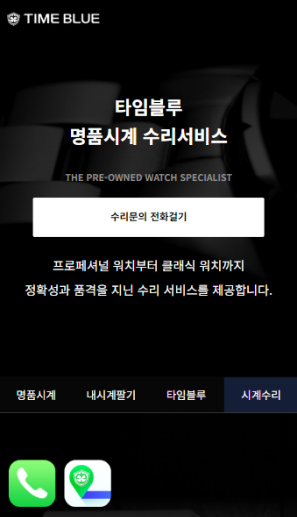 TIME BLUE
타임블루
명품시계 수리서비스
THE PRE-OWNED WATCH SPECIALIST
수리문의 전화걸기
프로페셔널 워치부터 클래식 워치까지
정확성과 품격을 지닌 수리 서비스를 제공합니다.
명품시계 내시계팔기 타임블루 시계수리